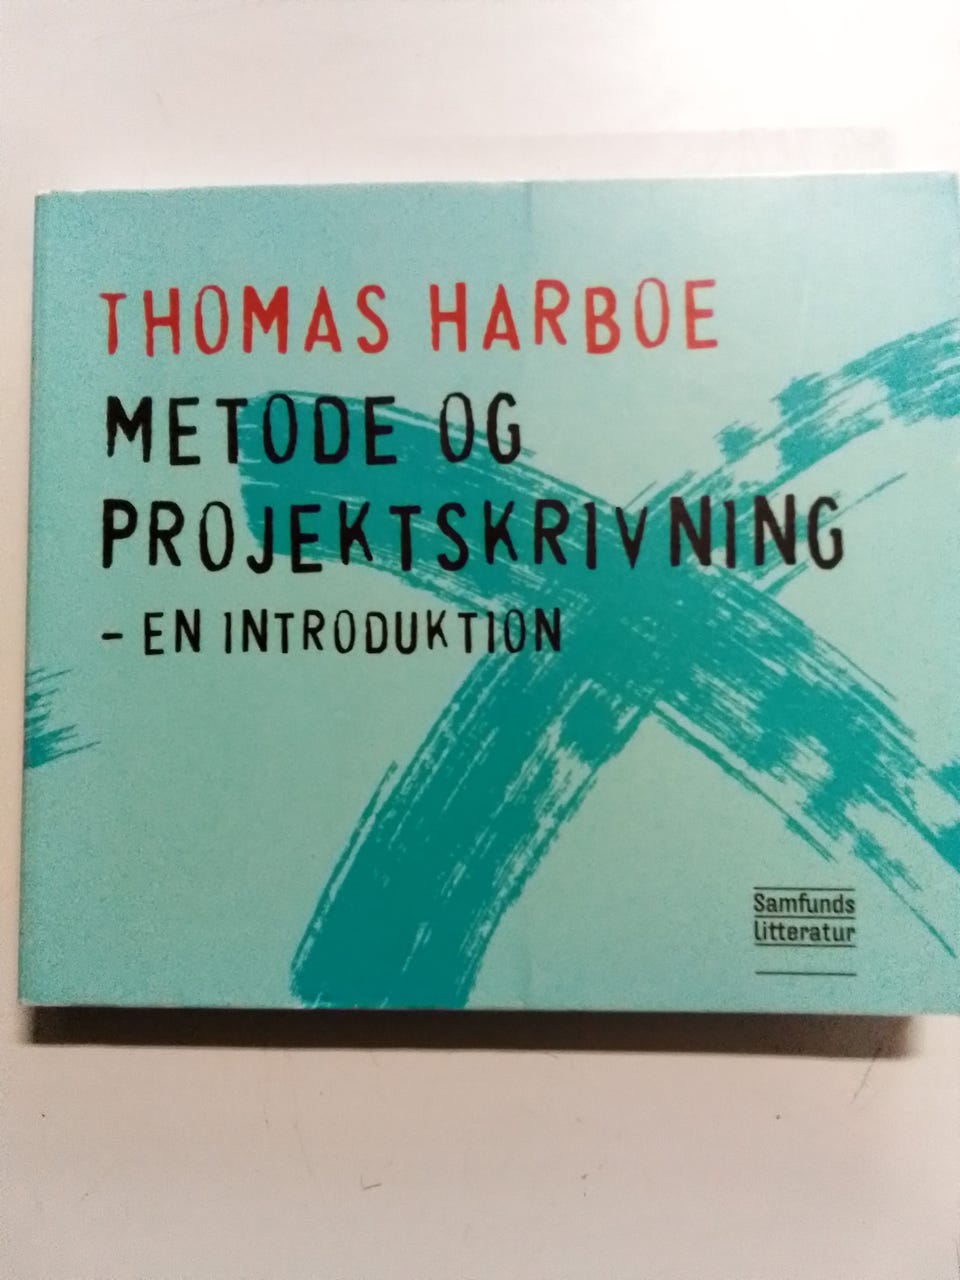 THOMAS HARBOE
METODE OG
PROJEKTSKRIVNING
– EN INTRODUKTION
Samfunds
litteratur